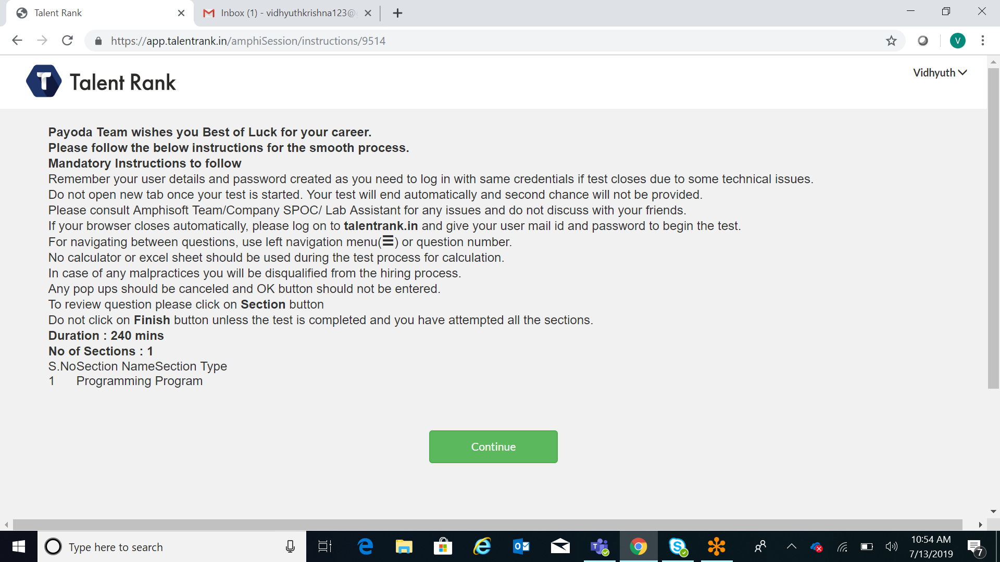 Talent Rank
Inbox (1) - vidhyuthkrishna123@
https://app.talentrank.in/amphiSession/instructions/9514
V
T Talent Rank
Vidhyuth
Payoda Team wishes you Best of Luck for your career.
Please follow the below instructions for the smooth process.
Mandatory Instructions to follow
Remember your user details and password created as you need to log in with same credentials if test closes due to some technical issues.
Do not open new tab once your test is started. Your test will end automatically and second chance will not be provided.
Please consult Amphisoft Team/Company SPOC/ Lab Assistant for any issues and do not discuss with your friends.
If your browser closes automatically, please log on to talentrank.in and give your user mail id and password to begin the test.
For navigating between questions, use left navigation menu(☰) or question number.
No calculator or excel sheet should be used during the test process for calculation.
In case of any malpractices you will be disqualified from the hiring process.
Any pop ups should be canceled and OK button should not be entered.
To review question please click on Section button
Do not click on Finish button unless the test is completed and you have attempted all the sections.
Duration : 240 mins
No of Sections : 1
S.NoSection NameSection Type
1 Programming Program
Continue
Type here to search
10:54 AM
7/13/2019
7